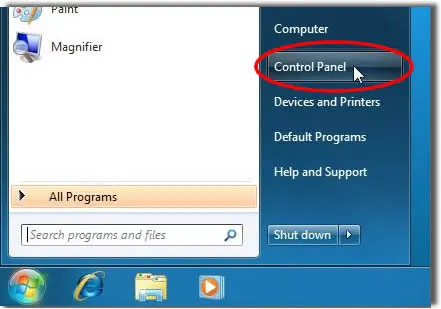 Paint
Magnifier
All Programs
Search programs and files
Computer
Control Panel
Devices and Printers
Default Programs
Help and Support
Shut down